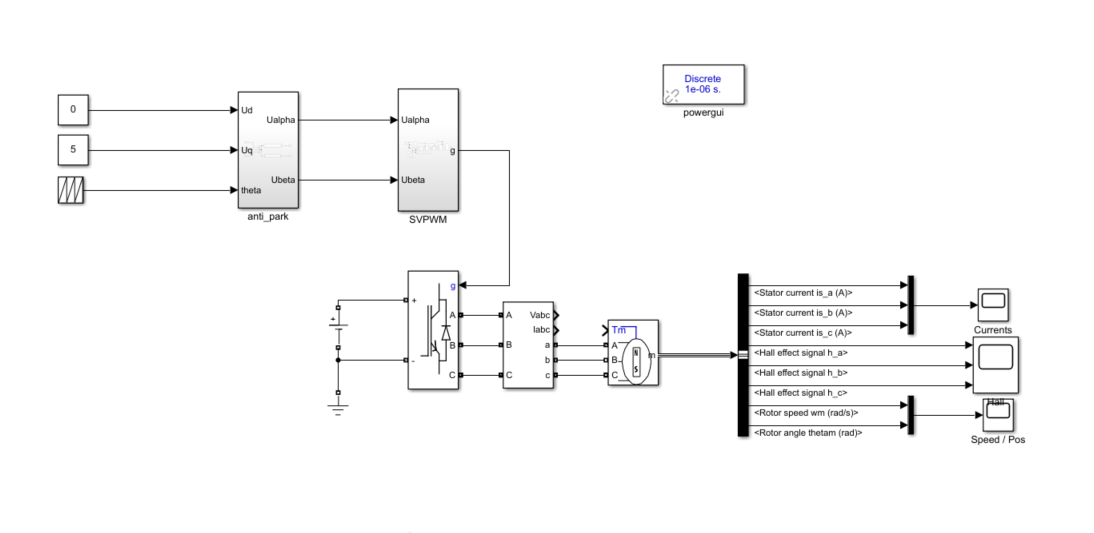 Discrete
1e-06 s.
powergui
0
5
Ud
Uq
theta
Ualpha
Ubeta
anti_park
Ualpha
Ubeta
g
SVPWM
g
+
-
A
B
C
+
A
B
C
Vabc
Iabc
a
b
c
Tm
A
B
C
N
S
m
<Stator current is_a (A)>
<Stator current is_b (A)>
<Stator current is_c (A)>
<Hall effect signal h_a>
<Hall effect signal h_b>
<Hall effect signal h_c>
<Rotor speed wm (rad/s)>
<Rotor angle thetam (rad)>
Currents
Hall
Speed / Pos